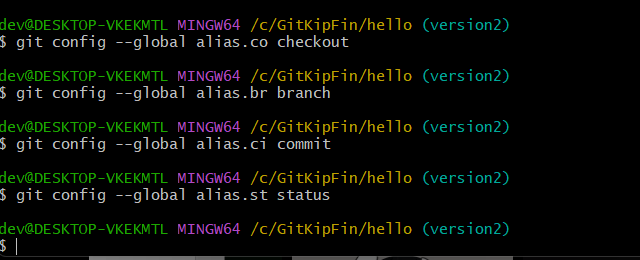 dev@DESKTOP-VKEKMTL MINGW64 /c/GitKipFin/hello (version2)
$ git config --global alias.co checkout
dev@DESKTOP-VKEKMTL MINGW64 /c/GitKipFin/hello (version2)
$ git config --global alias.br branch
dev@DESKTOP-VKEKMTL MINGW64 /c/GitKipFin/hello (version2)
$ git config --global alias.ci commit
dev@DESKTOP-VKEKMTL MINGW64 /c/GitKipFin/hello (version2)
$ git config --global alias.st status
dev@DESKTOP-VKEKMTL MINGW64 /c/GitKipFin/hello (version2)
$